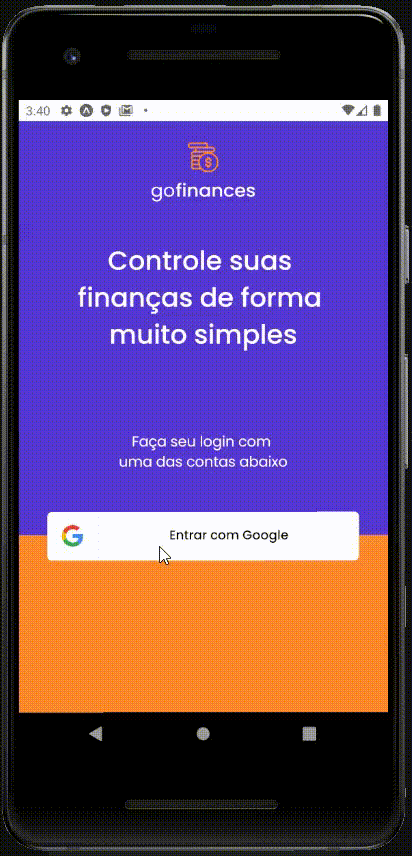 3:40
gofinances
Controle suas
finanças de forma
muito simples
Faça seu login com
uma das contas abaixo
Entrar com Google